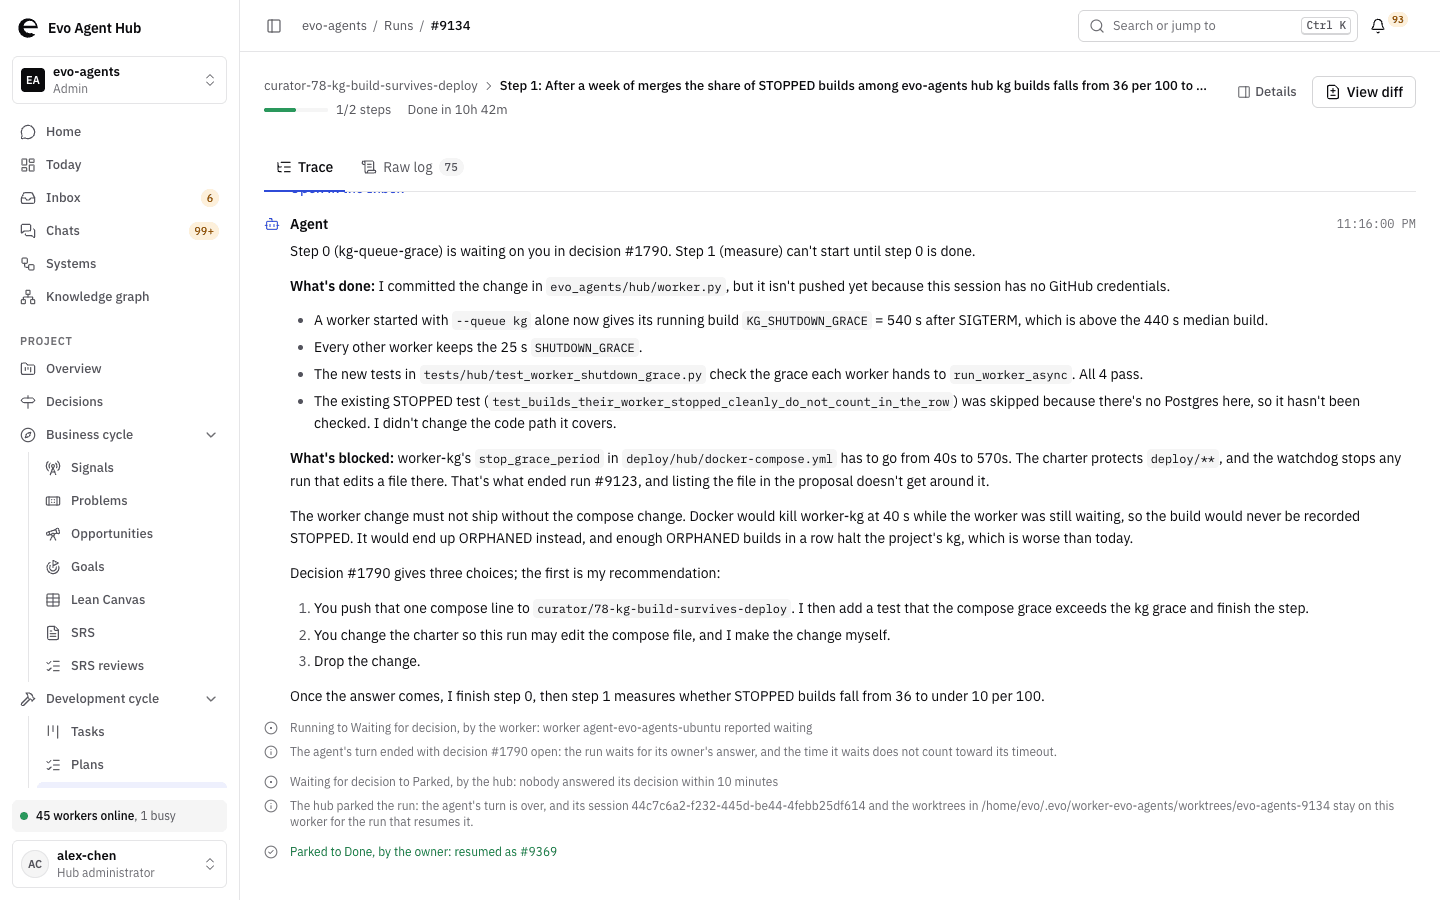 Evo Agent Hub
EA
evo-agents
Admin
Home
Today
Inbox
6
Chats
99+
Systems
Knowledge graph
PROJECT
Overview
Decisions
Business cycle
Signals
Problems
Opportunities
Goals
Lean Canvas
SRS
SRS reviews
Development cycle
Tasks
Plans
45 workers online, 1 busy
AC
alex-chen
Hub administrator
evo-agents / Runs / #9134
Search or jump to
Ctrl K
93
curator-78-kg-build-survives-deploy > Step 1: After a week of merges the share of STOPPED builds among evo-agents hub kg builds falls from 36 per 100 to ...
1/2 steps Done in 10h 42m
Details
View diff
Trace
Raw log 75
Agent
11:16:00 PM
Step 0 (kg-queue-grace) is waiting on you in decision #1790. Step 1 (measure) can't start until step 0 is done.
What's done: I committed the change in evo_agents/hub/worker.py, but it isn't pushed yet because this session has no GitHub credentials.
• A worker started with --queue kg alone now gives its running build KG_SHUTDOWN_GRACE = 540 s after SIGTERM, which is above the 440 s median build.
• Every other worker keeps the 25 s SHUTDOWN_GRACE.
• The new tests in tests/hub/test_worker_shutdown_grace.py check the grace each worker hands to run_worker_async. All 4 pass.
• The existing STOPPED test (test_builds_their_worker_stopped_cleanly_do_not_count_in_the_row) was skipped because there's no Postgres here, so it hasn't been
checked. I didn't change the code path it covers.
What's blocked: worker-kg's stop_grace_period in deploy/hub/docker-compose.yml has to go from 40s to 570s. The charter protects deploy/**, and the watchdog stops any
run that edits a file there. That's what ended run #9123, and listing the file in the proposal doesn't get around it.
The worker change must not ship without the compose change. Docker would kill worker-kg at 40 s while the worker was still waiting, so the build would never be recorded
STOPPED. It would end up ORPHANED instead, and enough ORPHANED builds in a row halt the project's kg, which is worse than today.
Decision #1790 gives three choices; the first is my recommendation:
1. You push that one compose line to curator/78-kg-build-survives-deploy. I then add a test that the compose grace exceeds the kg grace and finish the step.
2. You change the charter so this run may edit the compose file, and I make the change myself.
3. Drop the change.
Once the answer comes, I finish step 0, then step 1 measures whether STOPPED builds fall from 36 to under 10 per 100.
Running to Waiting for decision, by the worker: worker agent-evo-agents-ubuntu reported waiting
The agent's turn ended with decision #1790 open: the run waits for its owner's answer, and the time it waits does not count toward its timeout.
Waiting for decision to Parked, by the hub: nobody answered its decision within 10 minutes
The hub parked the run: the agent's turn is over, and its session 44c7c6a2-f232-445d-be44-4febb25df614 and the worktrees in /home/evo/.evo/worker-evo-agents/worktrees/evo-agents-9134 stay on this
worker for the run that resumes it.
Parked to Done, by the owner: resumed as #9369